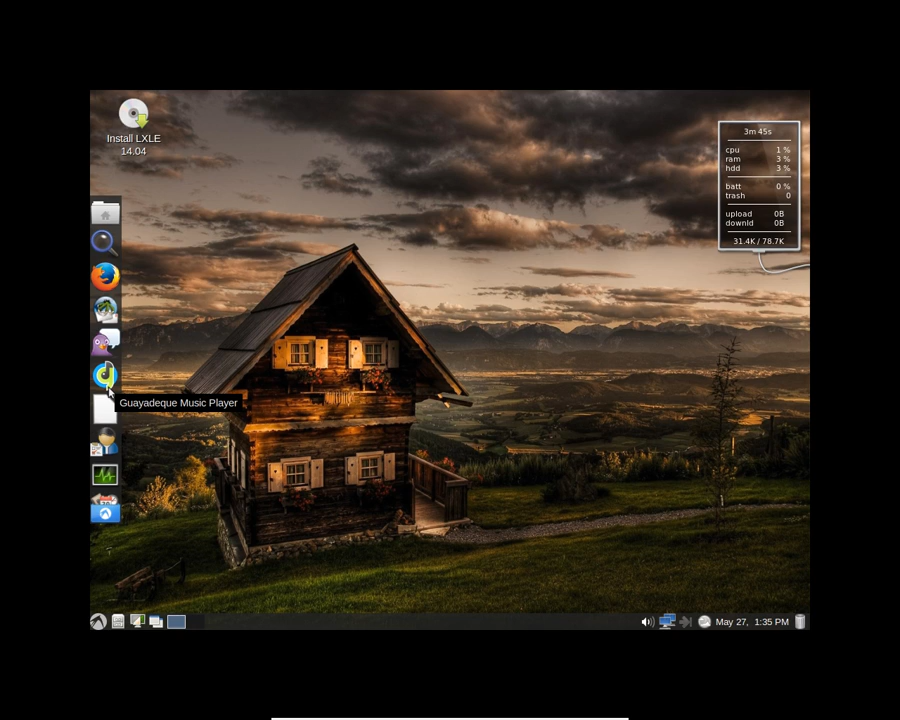 Install LXLE
14.04
3m 45s
cpu 1 %
ram 3 %
hdd 3 %
batt 0 %
trash 0
upload 0B
downld 0B
31.4K / 78.7K
Guayadeque Music Player
May 27, 1:35 PM